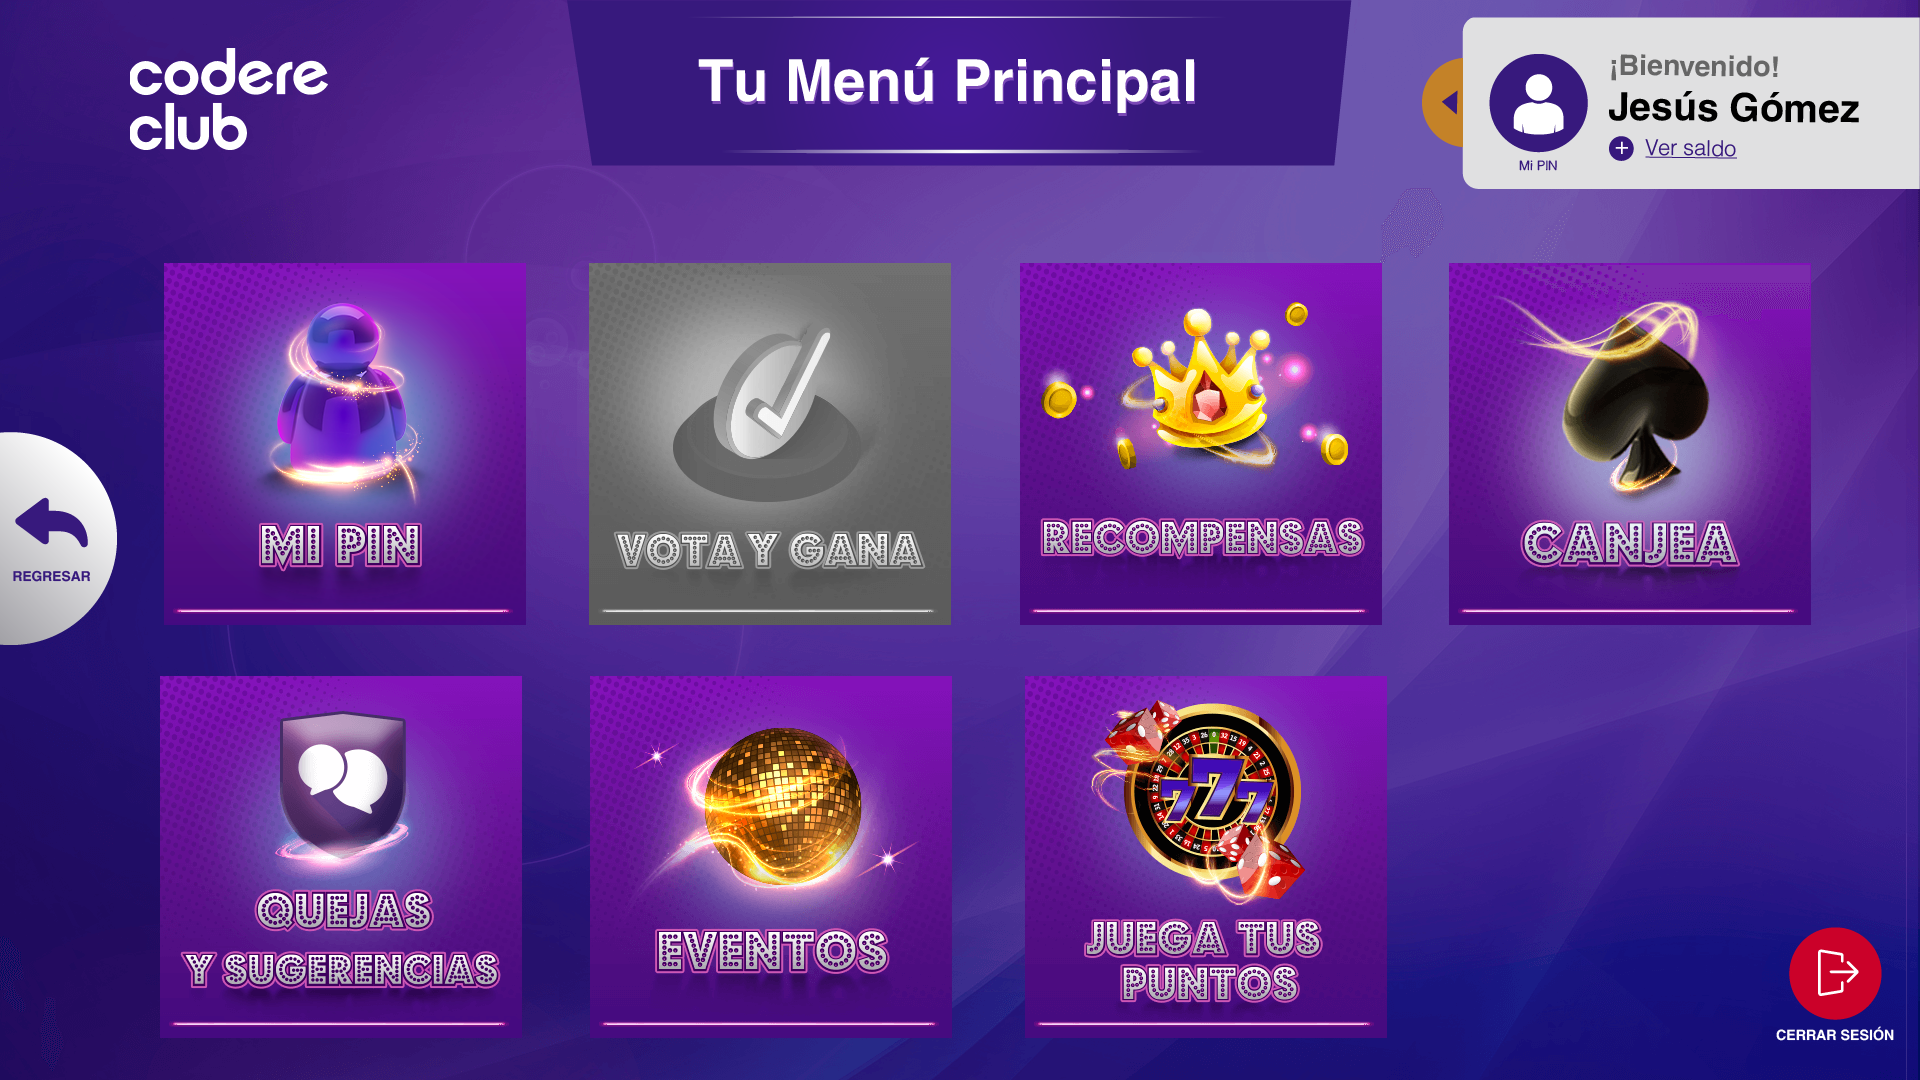 codere
club
Tu Menú Principal
¡Bienvenido!
Jesús Gómez
Ver saldo
Mi PIN
MI PIN
VOTA Y GANA
RECOMPENSAS
CANJEA
REGRESAR
QUEJAS
Y SUGERENCIAS
EVENTOS
777
JUEGA TUS
PUNTOS
CERRAR SESIÓN